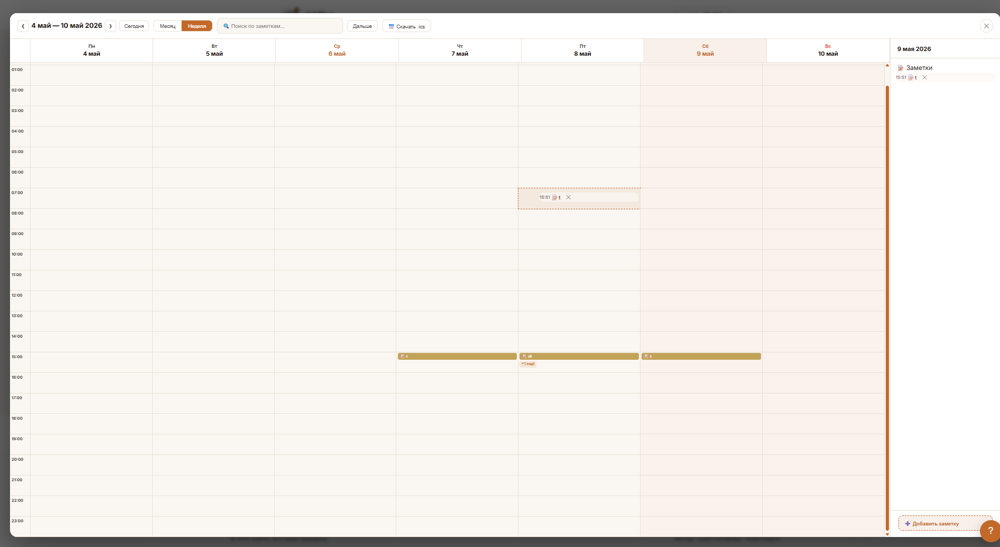 4 май — 10 май 2026
Сегодня
Месяц
Неделя
Поиск по заметкам...
Дальше
Скачать .ics
Пн
4 май
Вт
5 май
Ср
6 май
Чт
7 май
Пт
8 май
Сб
9 май
Вс
10 май
9 мая 2026
Заметки
15:51 t
01:00
02:00
03:00
04:00
05:00
06:00
07:00
15:51 t
08:00
09:00
10:00
11:00
12:00
13:00
14:00
15:00
t
dt
t
+1 ещё
16:00
17:00
18:00
19:00
20:00
21:00
22:00
23:00
Добавить заметку
?